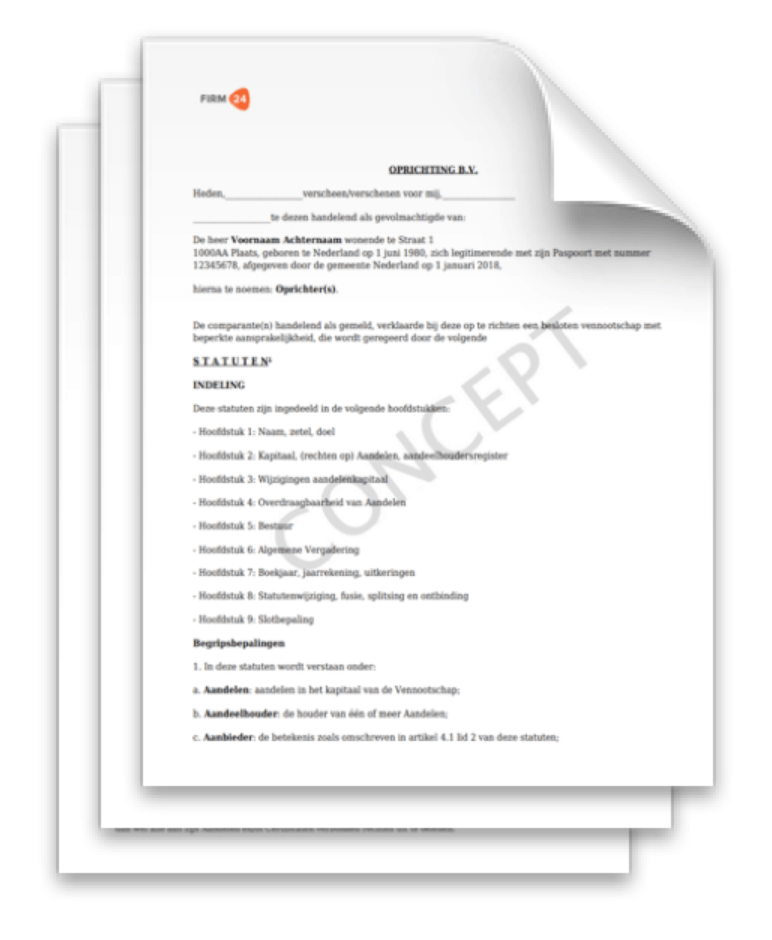 FIRM 24
OPRICHTING B.V.
Heden,________________verscheen/verschenen voor mij,_______________
________________te dezen handelend als gevolmachtigde van:
De heer Voornaam Achternaam wonende te Straat 1
1000AA Plaats, geboren te Nederland op 1 juni 1980, zich legitimerende met zijn Paspoort met nummer
12345678, afgegeven door de gemeente Nederland op 1 januari 2018,
hierna te noemen: Oprichter(s).
De comparante(n) handelend als gemeld, verklaarde bij deze op te richten een besloten vennootschap met
beperkte aansprakelijkheid, die wordt geregeerd door de volgende
S T A T U T E N¹
INDELING
Deze statuten zijn ingedeeld in de volgende hoofdstukken:
- Hoofdstuk 1: Naam, zetel, doel
- Hoofdstuk 2: Kapitaal, (rechten op) Aandelen, aandeelhoudersregister
- Hoofdstuk 3: Wijzigingen aandelenkapitaal
- Hoofdstuk 4: Overdraagbaarheid van Aandelen
- Hoofdstuk 5: Bestuur
- Hoofdstuk 6: Algemene Vergadering
- Hoofdstuk 7: Boekjaar, jaarrekening, uitkeringen
- Hoofdstuk 8: Statutenwijziging, fusie, splitsing en ontbinding
- Hoofdstuk 9: Slotbepaling
Begripsbepalingen
1. In deze statuten wordt verstaan onder:
a. Aandelen: aandelen in het kapitaal van de Vennootschap;
b. Aandeelhouder: de houder van één of meer Aandelen;
c. Aanbieder: de betekenis zoals omschreven in artikel 4.1 lid 2 van deze statuten;
CONCEPT